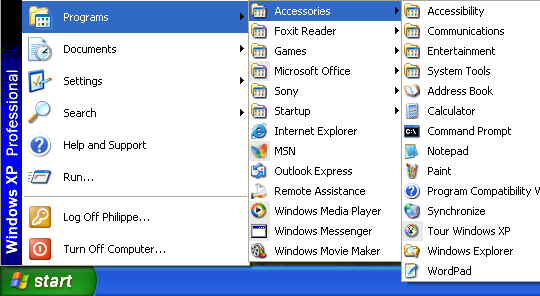 Windows XP Professional
Programs
Documents
Settings
Search
Help and Support
Run...
Log Off Philippe...
Turn Off Computer...
start
Accessories
Foxit Reader
Games
Microsoft Office
Sony
Startup
Internet Explorer
MSN
Outlook Express
Remote Assistance
Windows Media Player
Windows Messenger
Windows Movie Maker
Accessibility
Communications
Entertainment
System Tools
Address Book
Calculator
Command Prompt
Notepad
Paint
Program Compatibility W
Synchronize
Tour Windows XP
Windows Explorer
WordPad